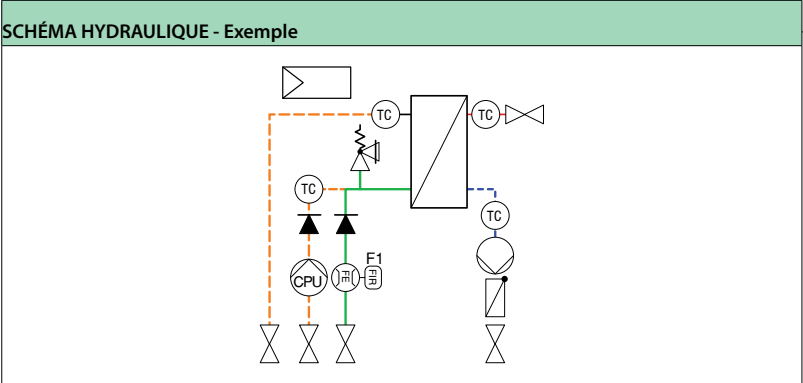 SCHÉMA HYDRAULIQUE - Exemple
TC
TC
TC
TC
F1
CPU
FE
FIR